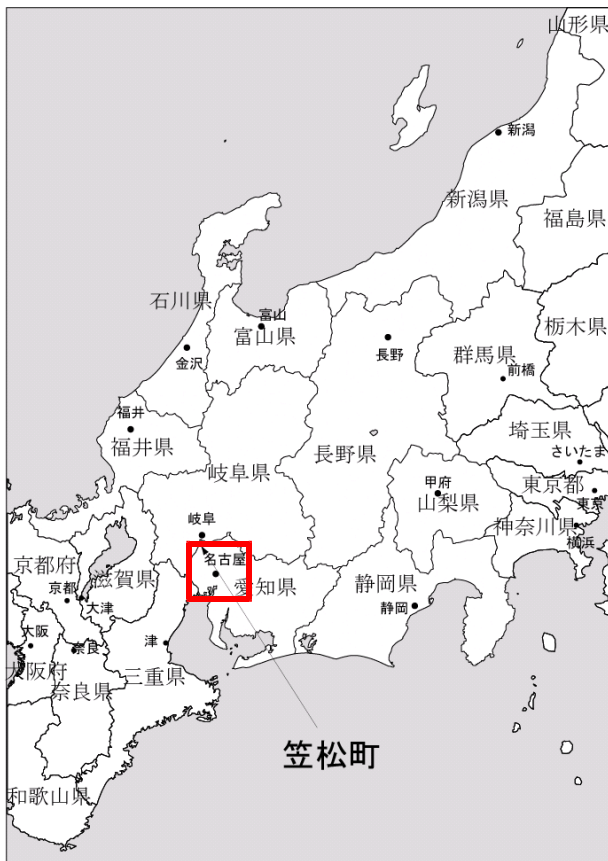 山形県
新潟
新潟県
福島県
石川県
富山
富山県
栃木県
長野
群馬県
前橋
金沢
福井
福井県
埼玉県
さいたま
岐阜県
長野県
甲府
山梨県
東京都
東京
神奈川県
横浜
岐阜
名古屋
愛知県
京都府
京都
滋賀県
大津
静岡県
静岡
大阪
大阪府
奈良
奈良県
津
三重県
笠松町
和歌山県